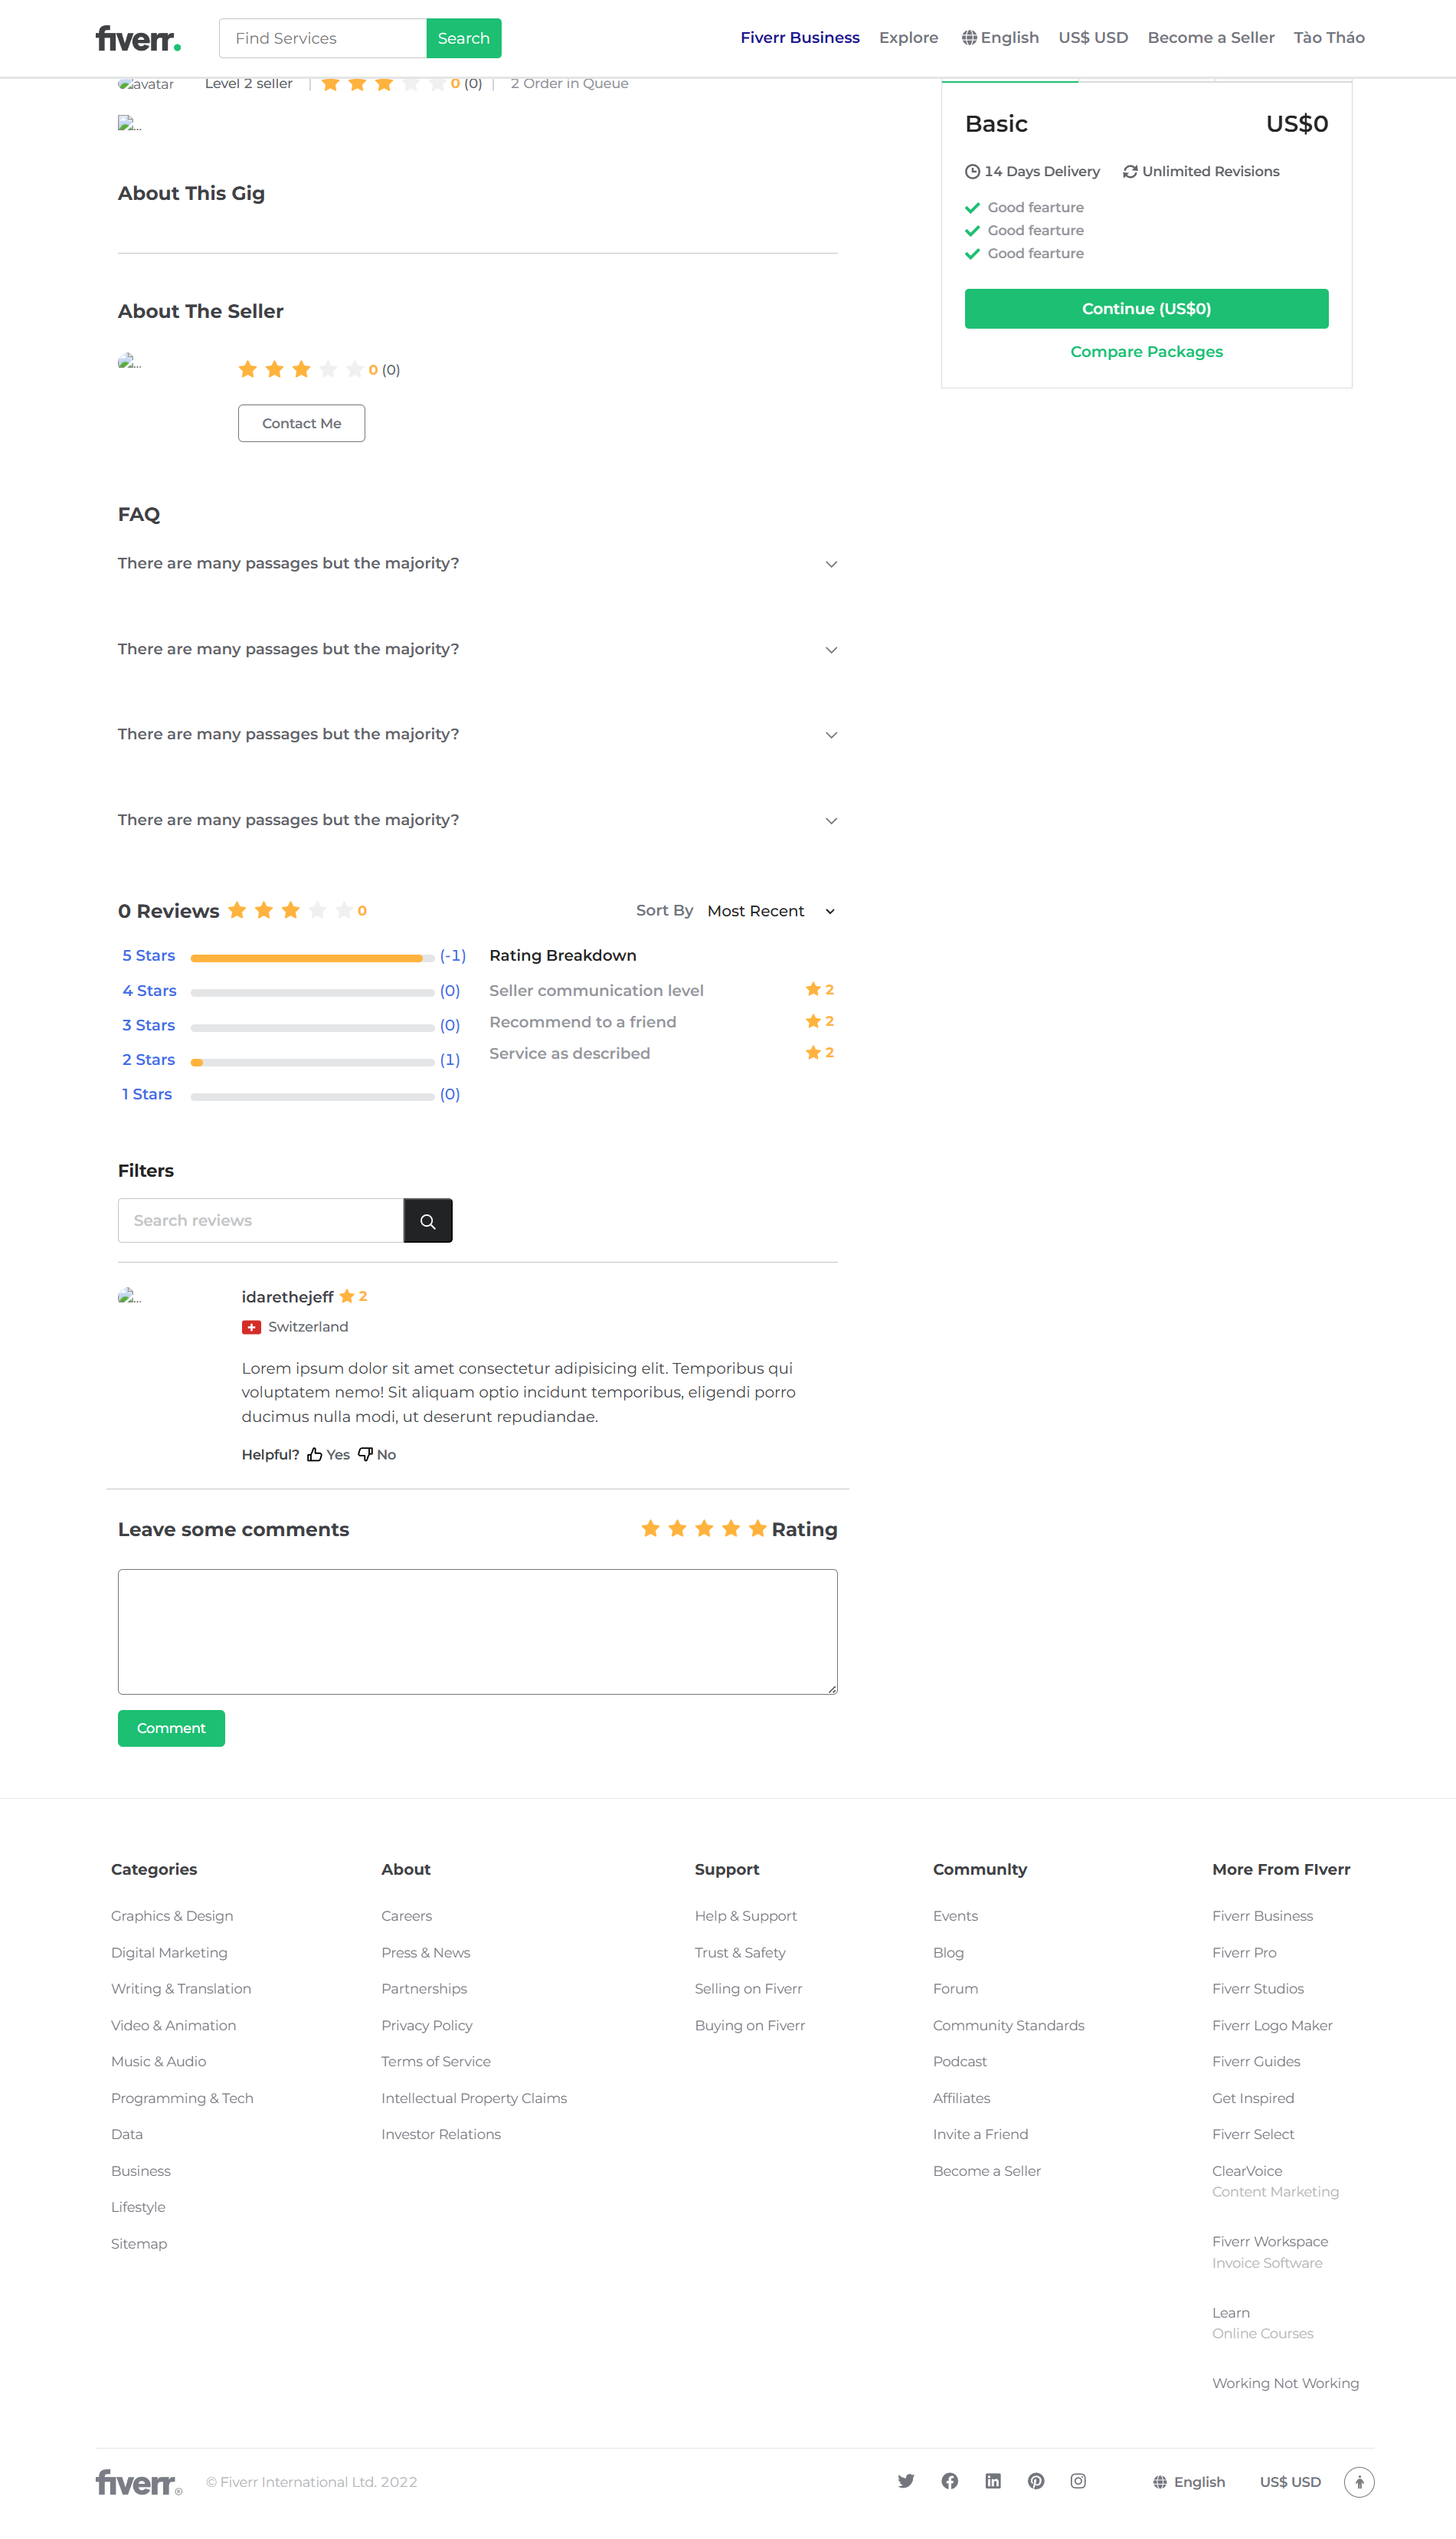 fiverr.
Find Services
Search
Fiverr Business
Explore
English
US$ USD
Become a Seller
Tào Tháo
avatar
Level 2 seller
|
0 (0)
|
2 Order in Queue
...
About This Gig
Basic
US$0
14 Days Delivery
Unlimited Revisions
Good fearture
Good fearture
Good fearture
Continue (US$0)
Compare Packages
About The Seller
...
0 (0)
Contact Me
FAQ
There are many passages but the majority?
There are many passages but the majority?
There are many passages but the majority?
There are many passages but the majority?
0 Reviews
0
Sort By
Most Recent
5 Stars
(-1)
4 Stars
(0)
3 Stars
(0)
2 Stars
(1)
1 Stars
(0)
Rating Breakdown
Seller communication level
2
Recommend to a friend
2
Service as described
2
Filters
Search reviews
...
idarethejeff
2
Switzerland
Lorem ipsum dolor sit amet consectetur adipisicing elit. Temporibus qui
voluptatem nemo! Sit aliquam optio incidunt temporibus, eligendi porro
ducimus nulla modi, ut deserunt repudiandae.
Helpful?
Yes
No
Leave some comments
Rating
Comment
Categories
Graphics & Design
Digital Marketing
Writing & Translation
Video & Animation
Music & Audio
Programming & Tech
Data
Business
Lifestyle
Sitemap
About
Careers
Press & News
Partnerships
Privacy Policy
Terms of Service
Intellectual Property Claims
Investor Relations
Support
Help & Support
Trust & Safety
Selling on Fiverr
Buying on Fiverr
CommunIty
Events
Blog
Forum
Community Standards
Podcast
Affiliates
Invite a Friend
Become a Seller
More From FIverr
Fiverr Business
Fiverr Pro
Fiverr Studios
Fiverr Logo Maker
Fiverr Guides
Get Inspired
Fiverr Select
ClearVoice
Content Marketing
Fiverr Workspace
Invoice Software
Learn
Online Courses
Working Not Working
fiverr®
© Fiverr International Ltd. 2022
English
US$ USD